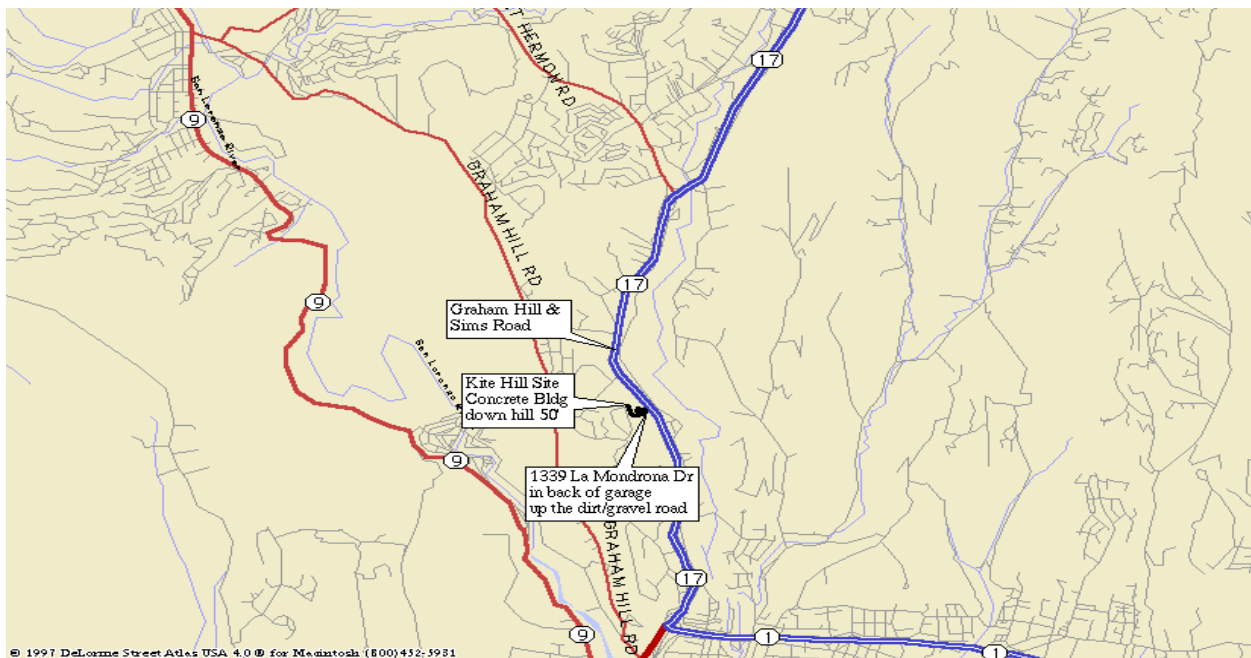 T HERMON RD
17
9
San Lorenzo River
GRAHAM HILL RD
17
9
Graham Hill &
Sims Road
San Lorenzo R
Kite Hill Site
Concrete Bldg
down hill 50'
9
1339 La Mondrona Dr
in back of garage
up the dirt/gravel road
GRAHAM HILL RD
17
9
1
1
© 1997 DeLorme Street Atlas USA 4.0 ® for Macintosh (800)452-5931